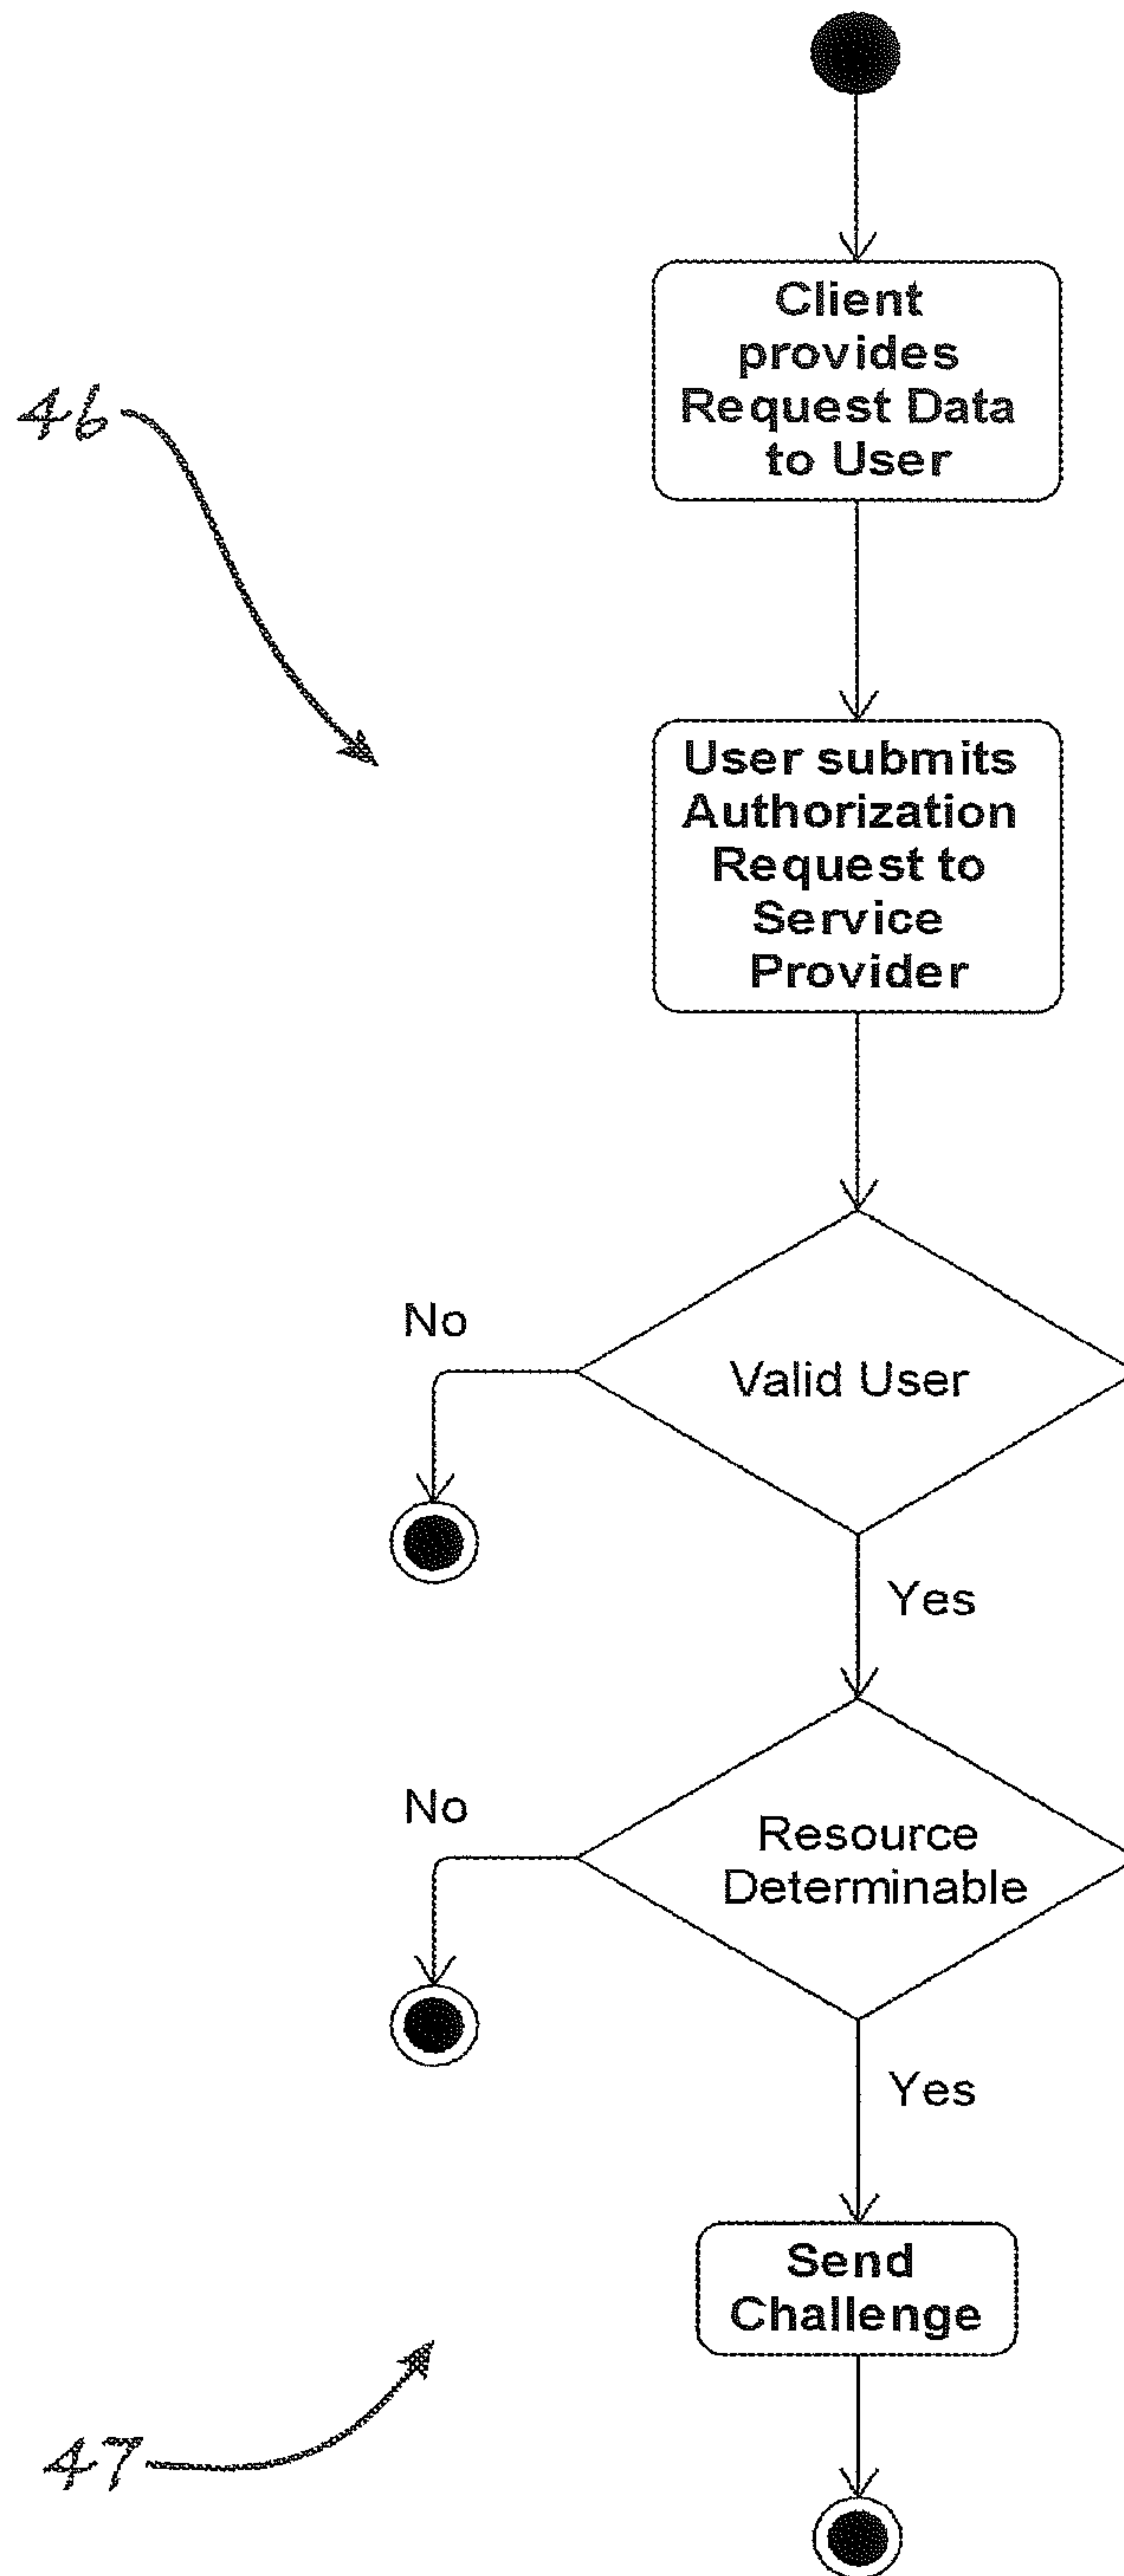 Client
provides
Request Data
to User
46
User submits
Authorization
Request to
Service
Provider
No
Valid User
Yes
No
Resource
Determinable
Yes
Send
Challenge
47